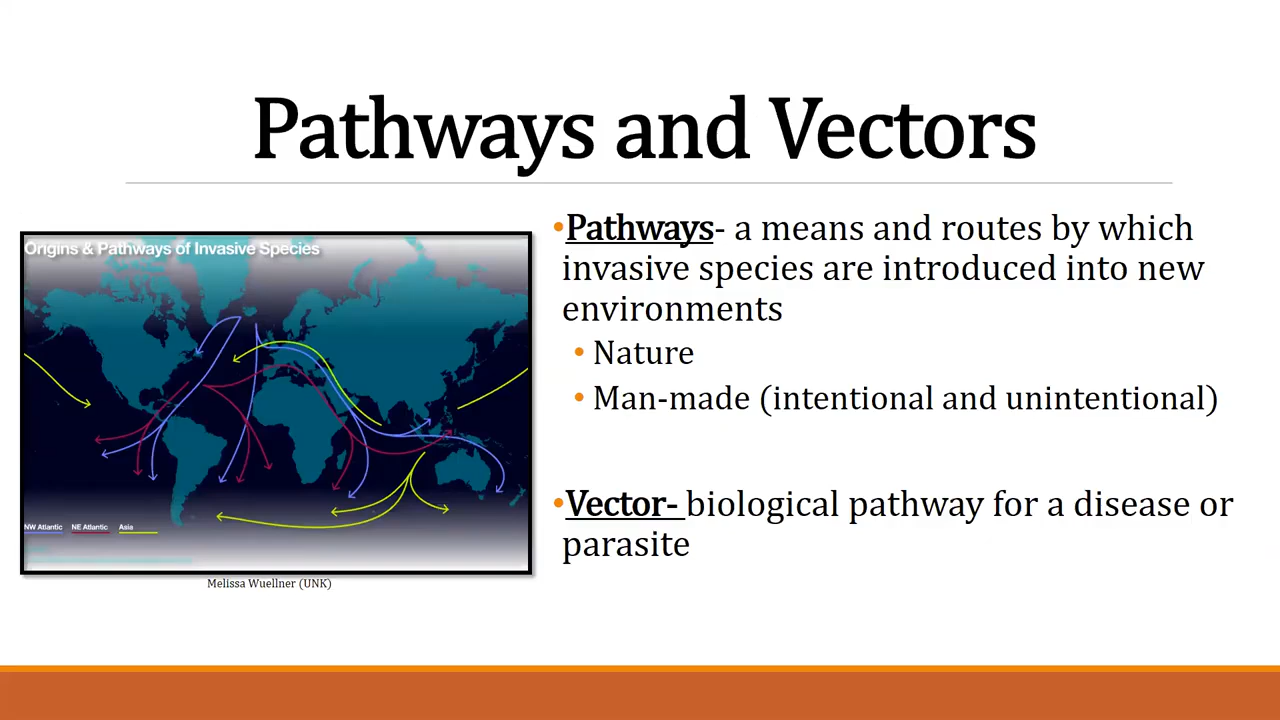 Pathways and Vectors
Origins & Pathways of Invasive Species
NW Atlantic NE Atlantic Asia
Melissa Wuellner (UNK)
•Pathways- a means and routes by which
invasive species are introduced into new
environments
• Nature
• Man-made (intentional and unintentional)
•Vector- biological pathway for a disease or
parasite